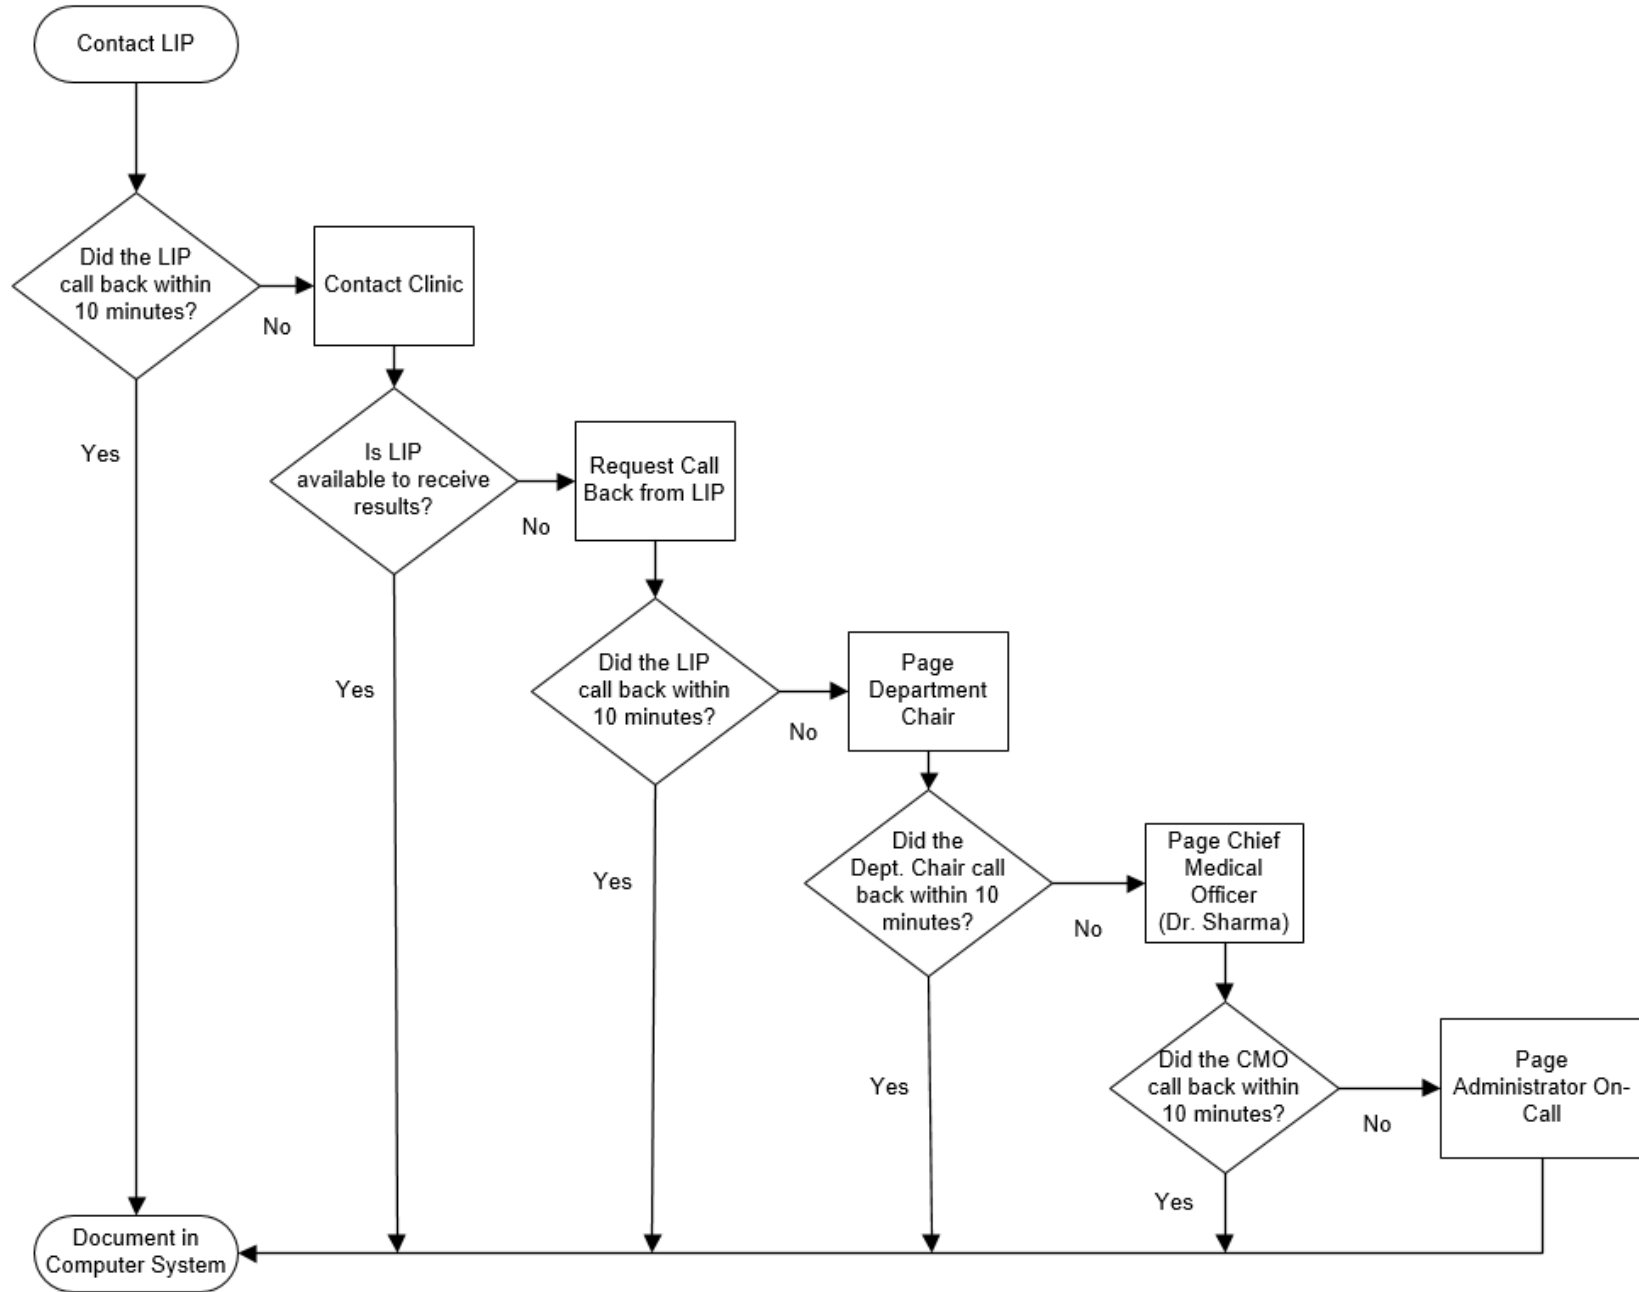 Contact LIP
Did the LIP
call back within
10 minutes?
No
Contact Clinic
Yes
Is LIP
available to receive
results?
No
Request Call
Back from LIP
Yes
Did the LIP
call back within
10 minutes?
No
Page
Department
Chair
Yes
Did the
Dept. Chair call
back within 10
minutes?
No
Page Chief
Medical
Officer
(Dr. Sharma)
Yes
Did the CMO
call back within
10 minutes?
No
Page
Administrator On-
Call
Yes
Document in
Computer System